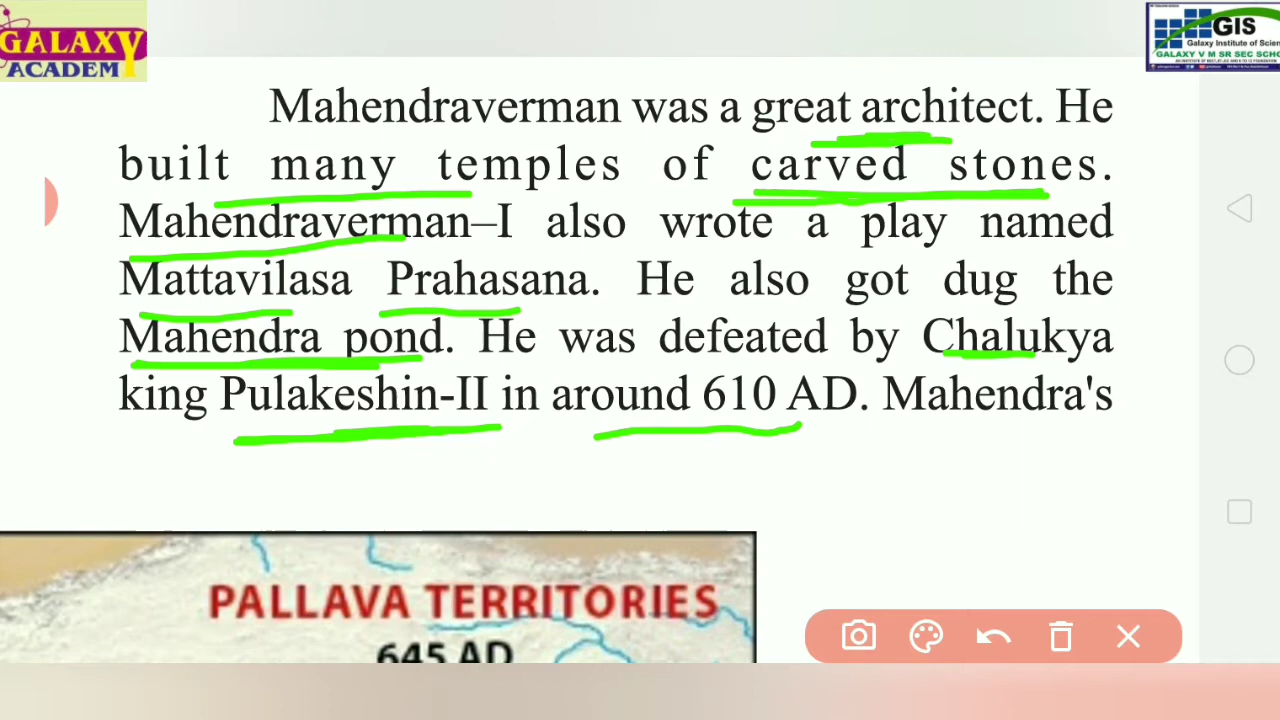 GALAXY
ACADEMY
GIS
Galaxy Institute of Scien
GALAXY V M SR SEC SCHO
Mahendraverman was a great architect. He
built many temples of carved stones.
Mahendraverman–I also wrote a play named
Mattavilasa Prahasana. He also got dug the
Mahendra pond. He was defeated by Chalukya
king Pulakeshin-II in around 610 AD. Mahendra's
PALLAVA TERRITORIES
645 AD